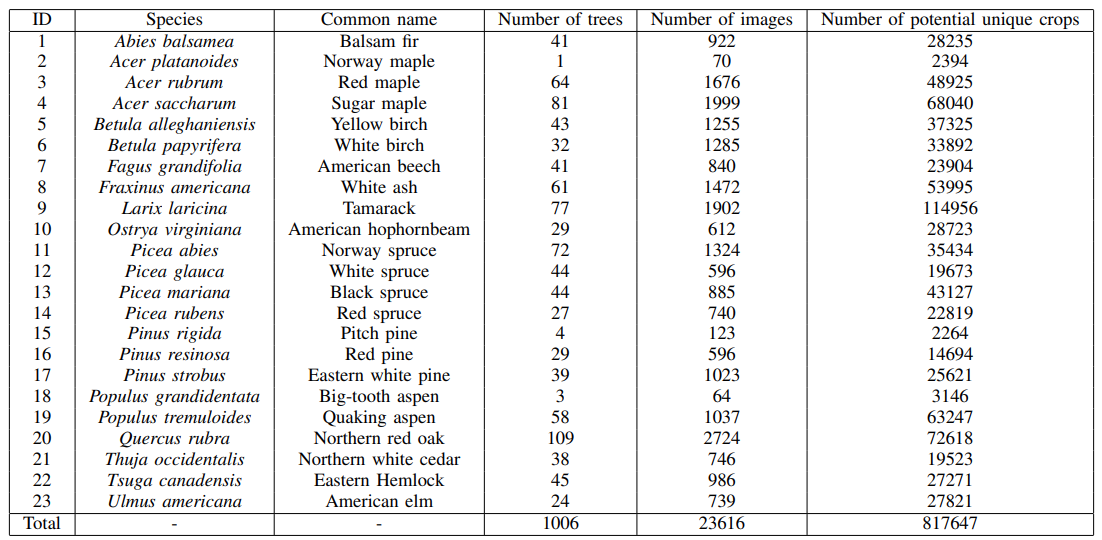 ID Species Common name Number of trees Number of images Number of potential unique crops
1 Abies balsamea Balsam fir 41 922 28235
2 Acer platanoides Norway maple 1 70 2394
3 Acer rubrum Red maple 64 1676 48925
4 Acer saccharum Sugar maple 81 1999 68040
5 Betula alleghaniensis Yellow birch 43 1255 37325
6 Betula papyrifera White birch 32 1285 33892
7 Fagus grandifolia American beech 41 840 23904
8 Fraxinus americana White ash 61 1472 53995
9 Larix laricina Tamarack 77 1902 114956
10 Ostrya virginiana American hophornbeam 29 612 28723
11 Picea abies Norway spruce 72 1324 35434
12 Picea glauca White spruce 44 596 19673
13 Picea mariana Black spruce 44 885 43127
14 Picea rubens Red spruce 27 740 22819
15 Pinus rigida Pitch pine 4 123 2264
16 Pinus resinosa Red pine 29 596 14694
17 Pinus strobus Eastern white pine 39 1023 25621
18 Populus grandidentata Big-tooth aspen 3 64 3146
19 Populus tremuloides Quaking aspen 58 1037 63247
20 Quercus rubra Northern red oak 109 2724 72618
21 Thuja occidentalis Northern white cedar 38 746 19523
22 Tsuga canadensis Eastern Hemlock 45 986 27271
23 Ulmus americana American elm 24 739 27821
Total - - 1006 23616 817647